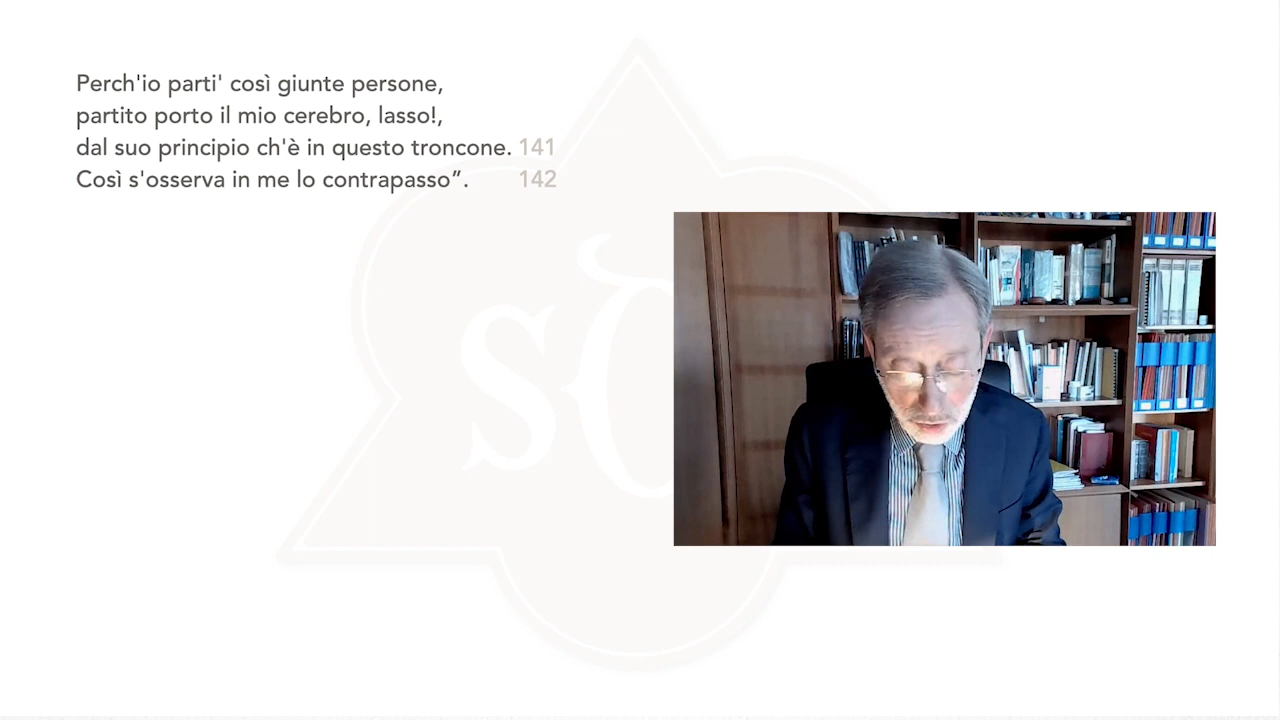 Perch'io parti' così giunte persone,
partito porto il mio cerebro, lasso!,
dal suo principio ch'è in questo troncone. 141
Così s'osserva in me lo contrapasso”. 142